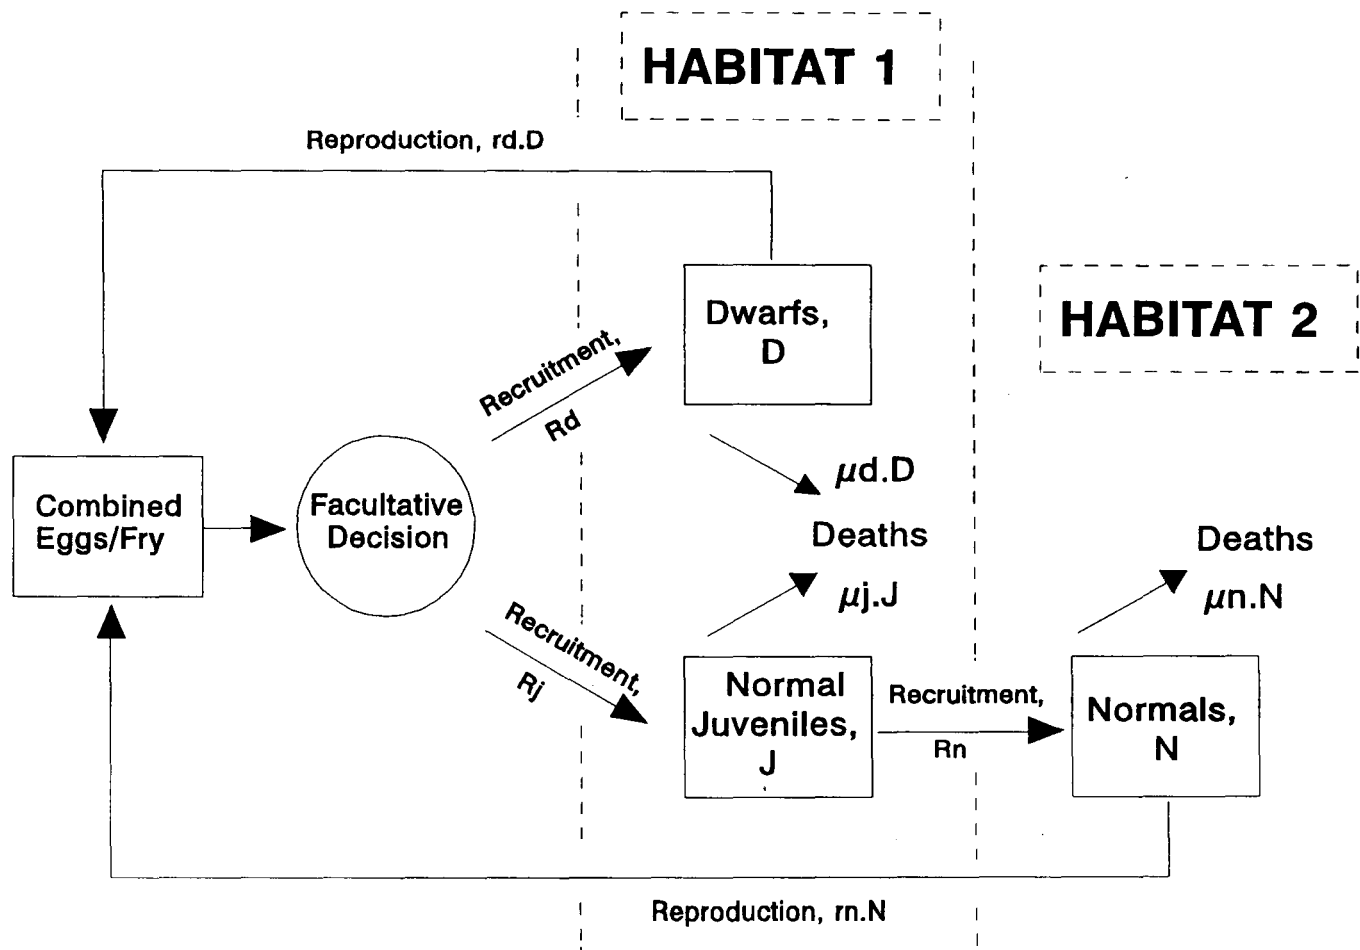 HABITAT 1
Reproduction, rd.D
HABITAT 2
Dwarfs,
D
Recruitment,
Rd
μd.D
Combined
Eggs/Fry
Facultative
Decision
Deaths
μj.J
Deaths
μn.N
Recruitment,
Rj
Normal
Juveniles,
J
Recruitment,
Rn
Normals,
N
Reproduction, rn.N